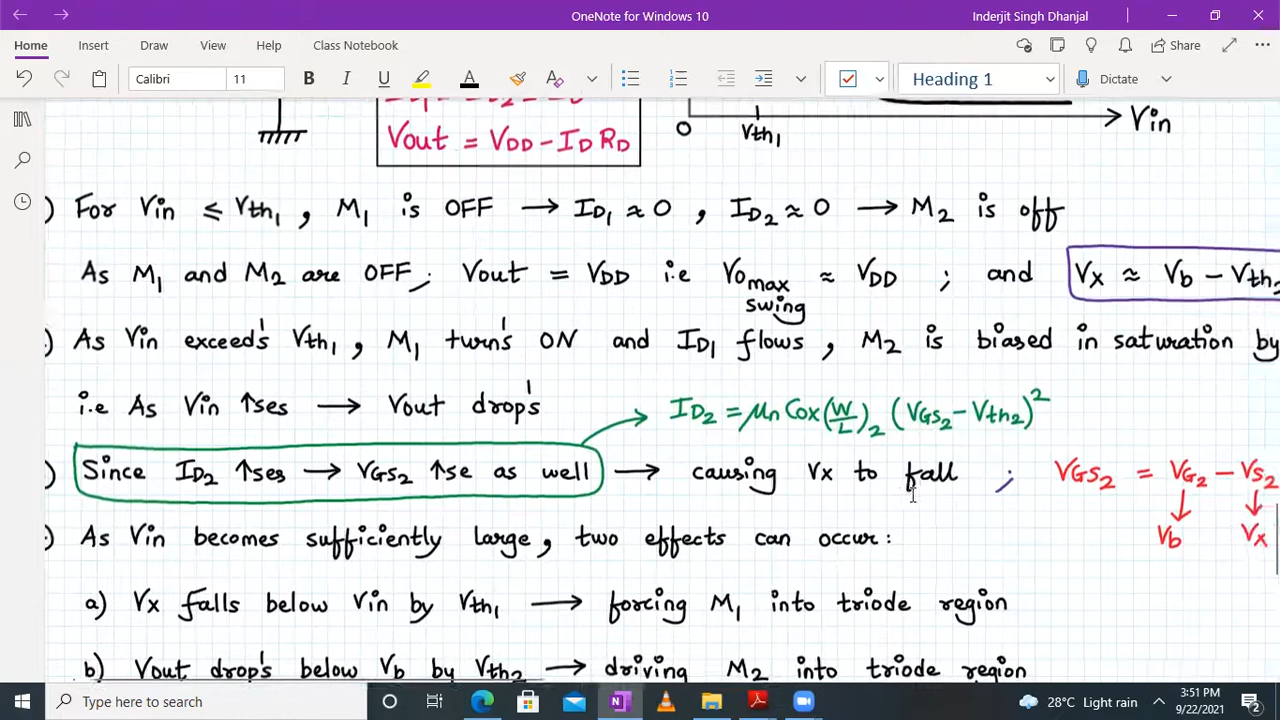 OneNote for Windows 10
Inderjit Singh Dhanjal
Home Insert Draw View Help Class Notebook
Share
Calibri 11 B I U A Heading 1 Dictate
Vout = VDD - ID RD
0 Vth1 Vin
) For Vin ≤ Vth1 , M1 is OFF → ID1 ≈ 0 , ID2 ≈ 0 → M2 is off
As M1 and M2 are OFF ; Vout = VDD i.e Vomax swing ≈ VDD ; and Vx ≈ Vb - Vth2
) As Vin exceed's Vth1 , M1 turn's ON and ID1 flows , M2 is biased in saturation by
i.e As Vin ↑ses → Vout drop's
ID2 = μn Cox (W/L)2 (VGS2 - Vth2)²
) Since ID2 ↑ses → VGS2 ↑se as well → causing Vx to fall ; VGS2 = VG2 - VS2
↓ ↓
Vb Vx
) As Vin becomes sufficiently large, two effects can occur :
a) Vx falls below Vin by Vth1 → forcing M1 into triode region
b) Vout drop's below Vb by Vth2 → driving M2 into triode region
Type here to search
28°C Light rain
3:51 PM
9/22/2021
2